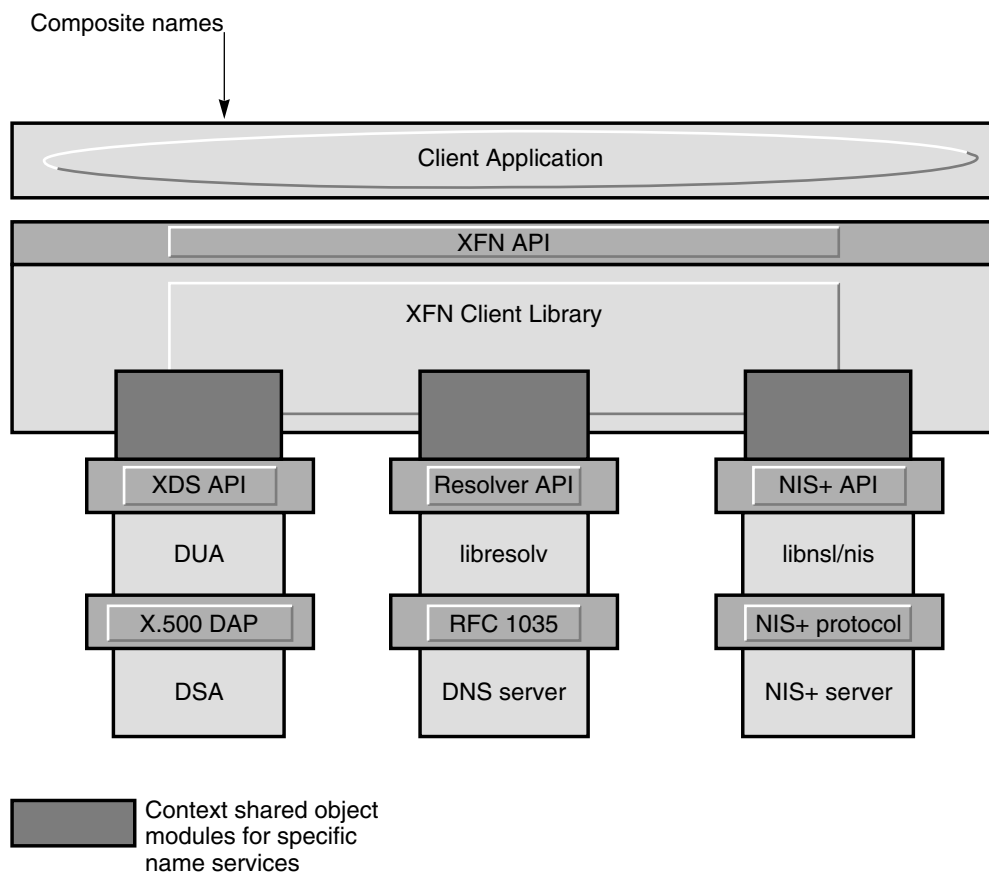 Composite names
Client Application
XFN API
XFN Client Library
XDS API
Resolver API
NIS+ API
DUA
libresolv
libnsl/nis
X.500 DAP
RFC 1035
NIS+ protocol
DSA
DNS server
NIS+ server
Context shared object
modules for specific
name services